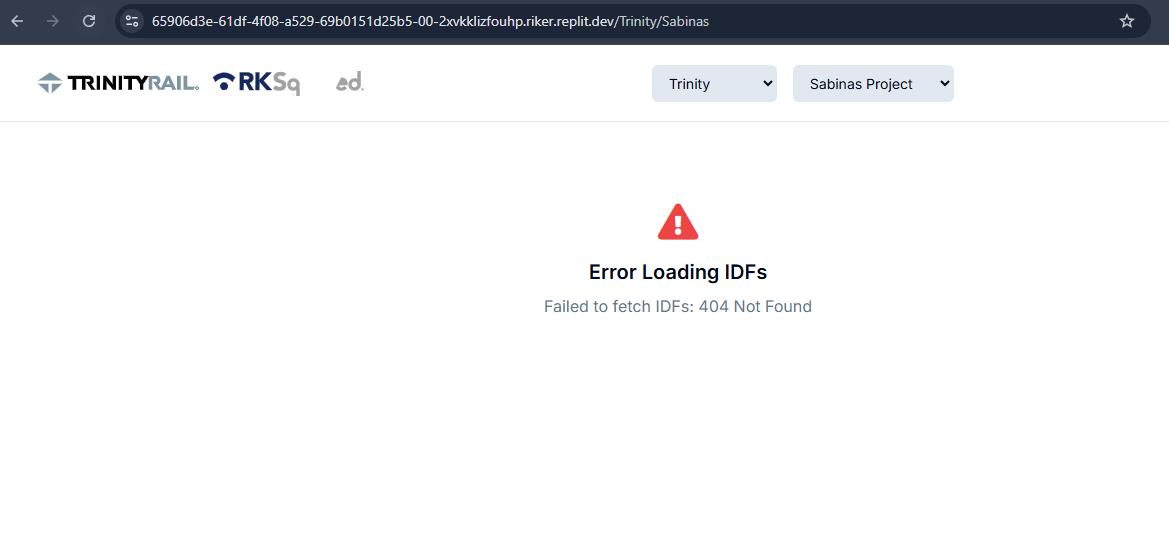 65906d3e-61df-4f08-a529-69b0151d25b5-00-2xvkklizfouhp.riker.replit.dev/Trinity/Sabinas
TRINITYRAIL RKSq ed.
Trinity Sabinas Project
Error Loading IDFs
Failed to fetch IDFs: 404 Not Found